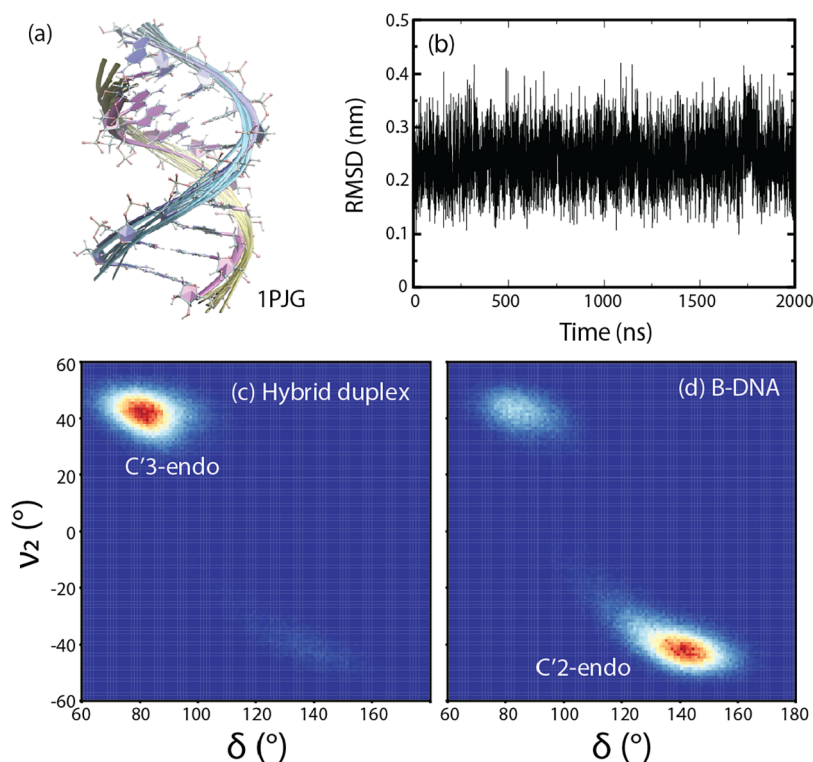 (a)
1PJG
(b)
RMSD (nm)
0.5
0.4
0.3
0.2
0.1
0
0 500 1000 1500 2000
Time (ns)
(c) Hybrid duplex
C'3-endo
ν2 (°)
60
40
20
0
-20
-40
-60
60 80 100 120 140 160
δ (°)
(d) B-DNA
C'2-endo
60 80 100 120 140 160 180
δ (°)